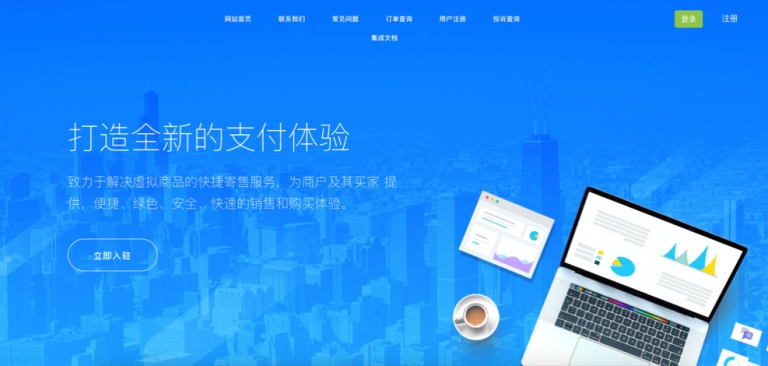 网站首页 联系我们 常见问题 订单查询 用户注册 投诉查询 登录 注册
集成文档
打造全新的支付体验
致力于解决虚拟商品的快捷寄售服务，为商户及其买家 提
供、便捷、绿色、安全、快速的销售和购买体验。
立即入驻